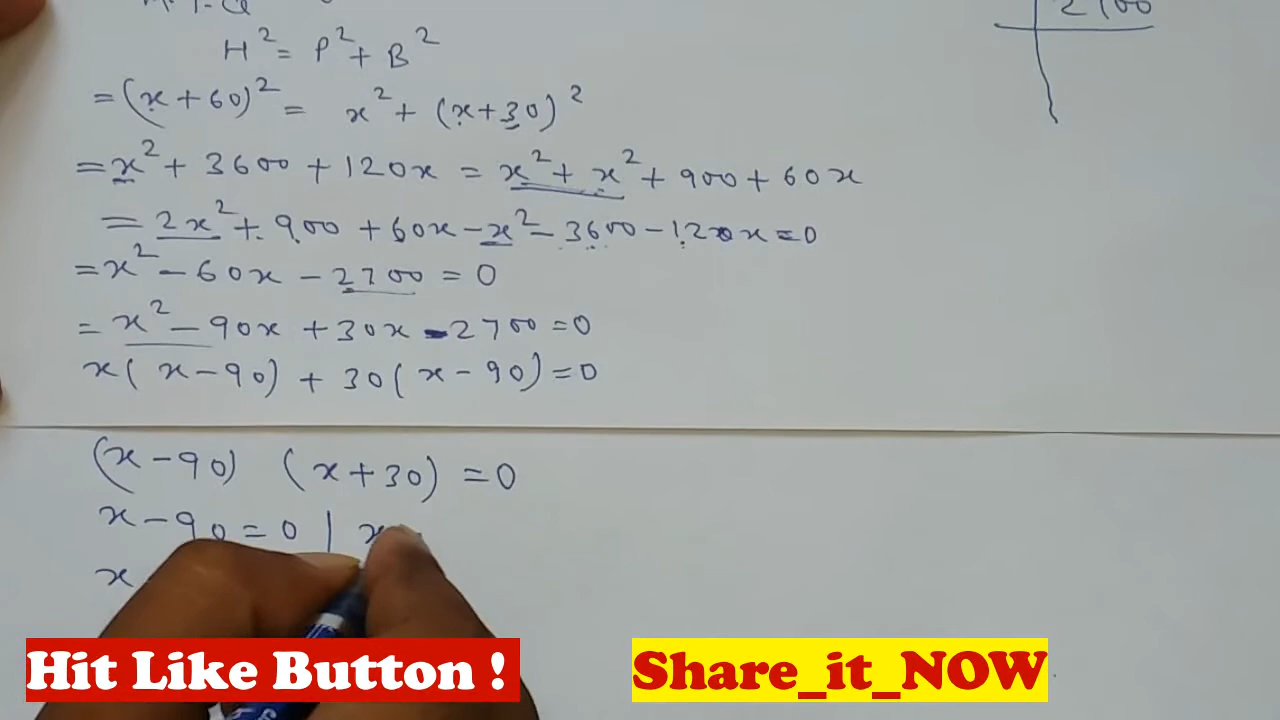 2700
H² = P² + B²
= (x + 60)² = x² + (x + 30)²
= x² + 3600 + 120x = x² + x² + 900 + 60x
= 2x² + 900 + 60x - x² - 3600 - 120x = 0
= x² - 60x - 2700 = 0
= x² - 90x + 30x - 2700 = 0
x( x - 90) + 30( x - 90) = 0
(x - 90) (x + 30) = 0
x - 90 = 0 | x
x
Hit Like Button ! Share_it_NOW